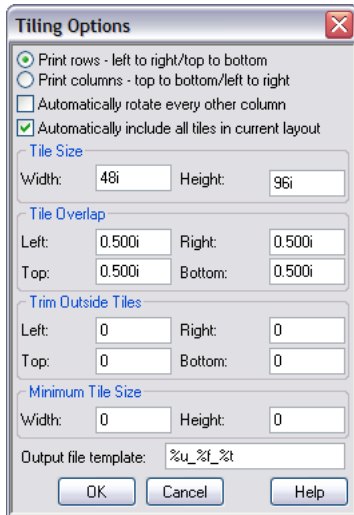 Tiling Options
Print rows - left to right/top to bottom
Print columns - top to bottom/left to right
Automatically rotate every other column
Automatically include all tiles in current layout
Tile Size
Width: 48i Height: 96i
Tile Overlap
Left: 0.500i Right: 0.500i
Top: 0.500i Bottom: 0.500i
Trim Outside Tiles
Left: 0 Right: 0
Top: 0 Bottom: 0
Minimum Tile Size
Width: 0 Height: 0
Output file template: %u_%f_%t
OK Cancel Help